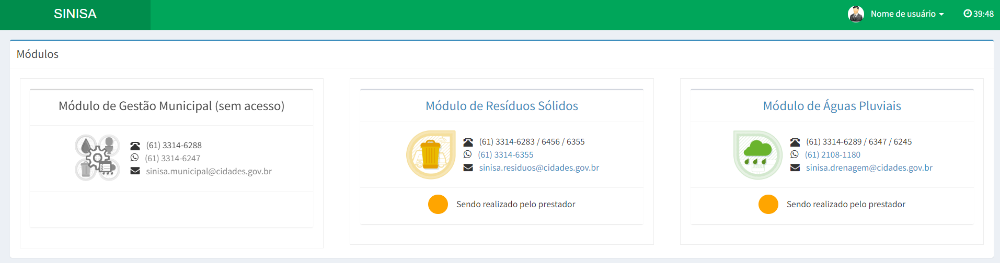 SINISA
Nome de usuário
39:48
Módulos
Módulo de Gestão Municipal (sem acesso)
(61) 3314-6288
(61) 3314-6247
sinisa.municipal@cidades.gov.br
Módulo de Resíduos Sólidos
(61) 3314-6283 / 6456 / 6355
(61) 3314-6355
sinisa.residuos@cidades.gov.br
Sendo realizado pelo prestador
Módulo de Águas Pluviais
(61) 3314-6289 / 6347 / 6245
(61) 2108-1180
sinisa.drenagem@cidades.gov.br
Sendo realizado pelo prestador